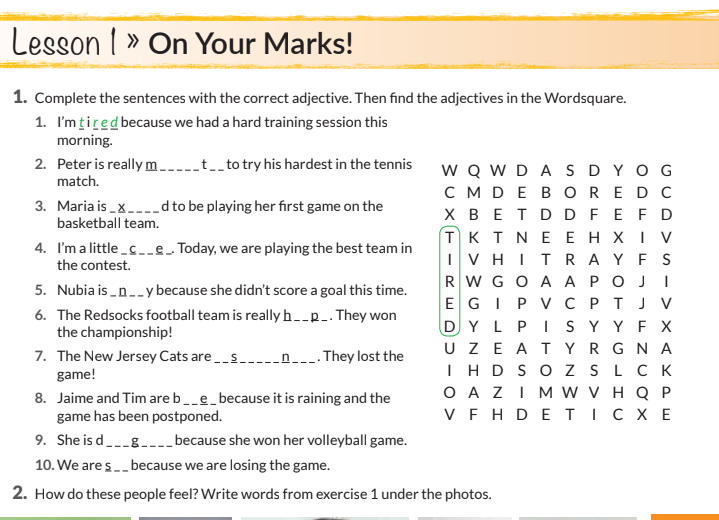 Lesson 1 » On Your Marks!
1. Complete the sentences with the correct adjective. Then find the adjectives in the Wordsquare.
1. I'm tired because we had a hard training session this
morning.
2. Peter is really m_____t__ to try his hardest in the tennis
match.
3. Maria is _x____d to be playing her first game on the
basketball team.
4. I'm a little _c__e_. Today, we are playing the best team in
the contest.
5. Nubia is _n__y because she didn't score a goal this time.
6. The Redsocks football team is really h__p_. They won
the championship!
7. The New Jersey Cats are __s_____n___. They lost the
game!
8. Jaime and Tim are b__e_ because it is raining and the
game has been postponed.
9. She is d___g____ because she won her volleyball game.
10. We are s__ because we are losing the game.
W Q W D A S D Y O G
C M D E B O R E D C
X B E T D D F E F D
T K T N E E H X I V
I V H I T R A Y F S
R W G O A A P O J I
E G I P V C P T J V
D Y L P I S Y Y F X
U Z E A T Y R G N A
I H D S O Z S L C K
O A Z I M W V H Q P
V F H D E T I C X E
2. How do these people feel? Write words from exercise 1 under the photos.